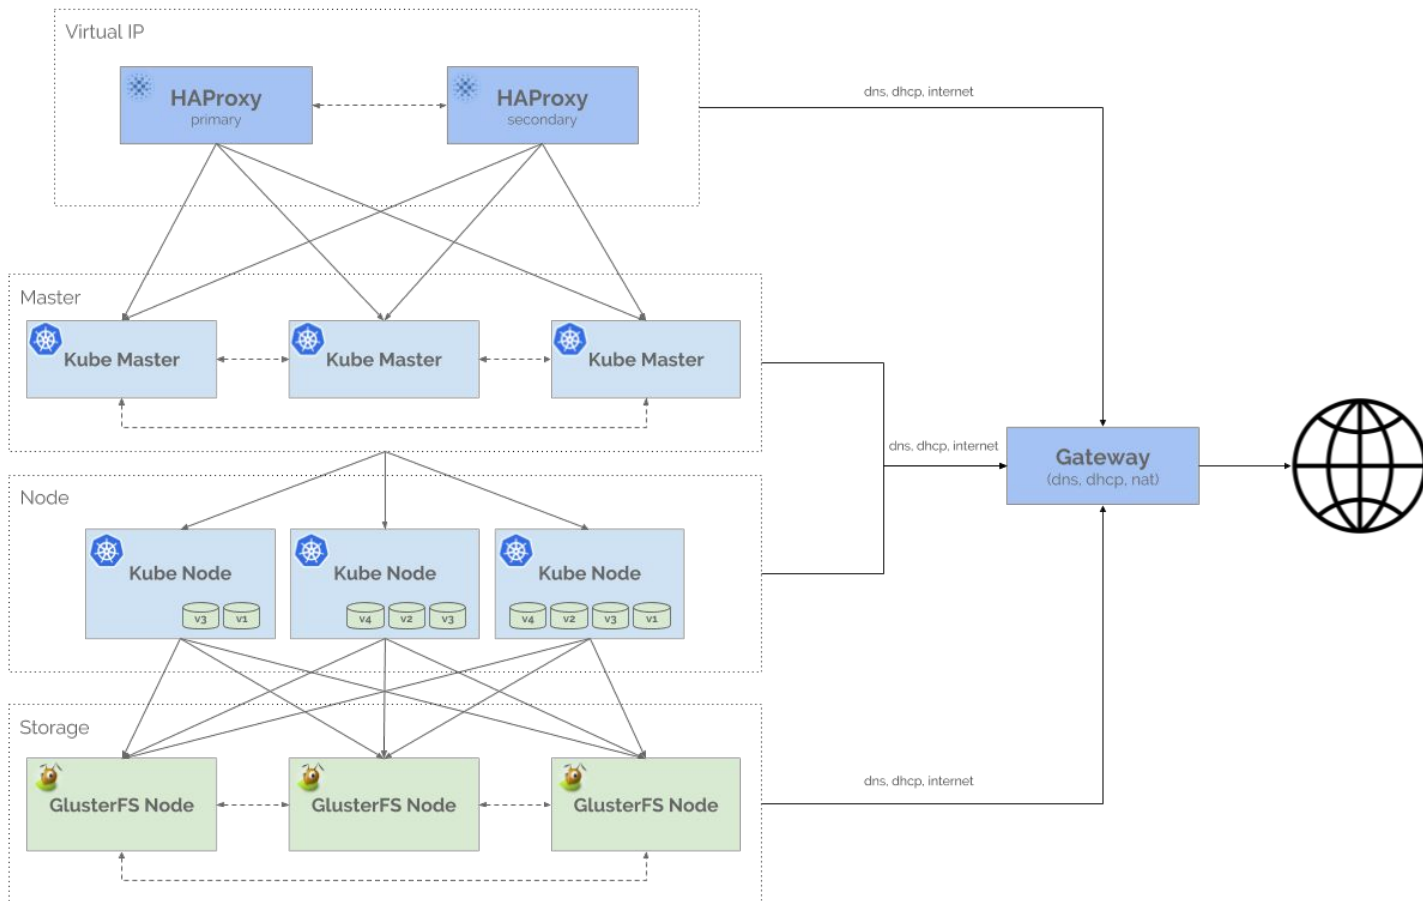 Virtual IP
HAProxy
primary
HAProxy
secondary
dns, dhcp, internet
Master
Kube Master
Kube Master
Kube Master
dns, dhcp, internet
Gateway
(dns, dhcp, nat)
Node
Kube Node
v3 v1
Kube Node
v4 v2 v3
Kube Node
v4 v2 v3 v1
Storage
GlusterFS Node
GlusterFS Node
GlusterFS Node
dns, dhcp, internet